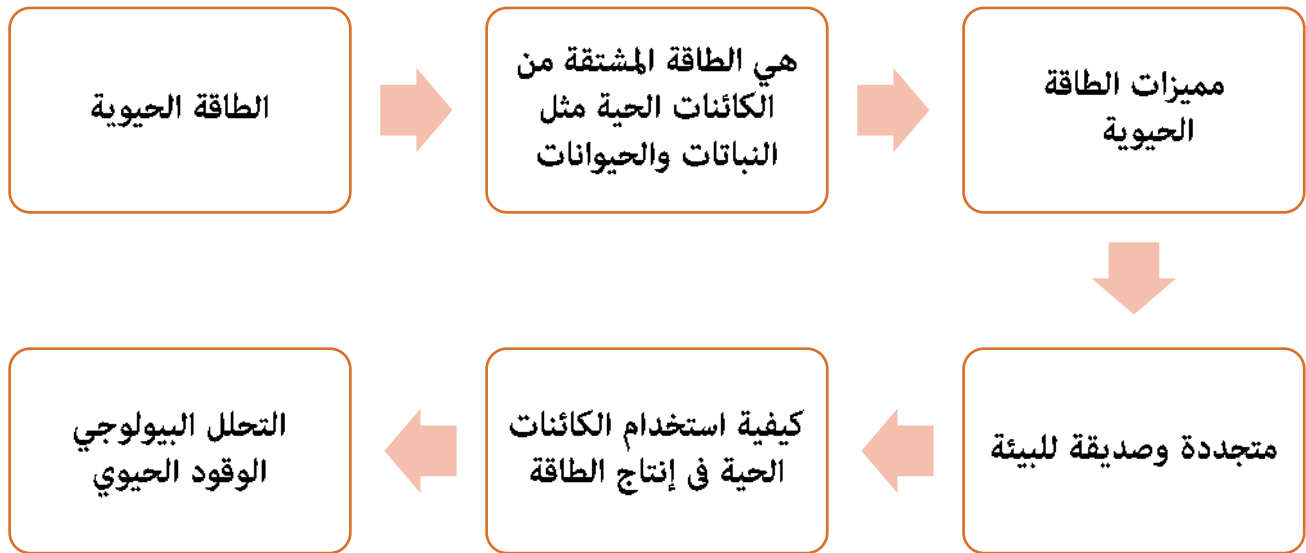 الطاقة الحيوية
هي الطاقة المشتقة من
الكائنات الحية مثل
النباتات والحيوانات
مميزات الطاقة
الحيوية
متجددة وصديقة للبيئة
كيفية استخدام الكائنات
الحية فى إنتاج الطاقة
التحلل البيولوجي
الوقود الحيوي